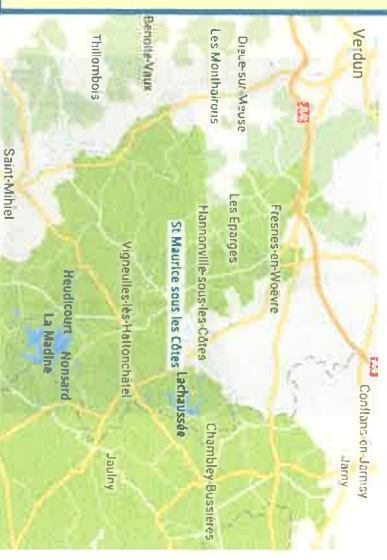 Verdun
Dieue-sur-Meuse
Les Monthairons
Benoite-Vaux
Thillombois
Saint-Mihiel
Fresnes-en-Woëvre
Les Éparges
Hannonville-sous-les-Côtes
St Maurice sous les Côtes
Lachaussée
Vigneulles-lès-Hattonchâtel
Heudicourt
Nonsard
La Madine
Conflans-en-Jarnisy
Jarny
Chambley-Bussières
Jaulny